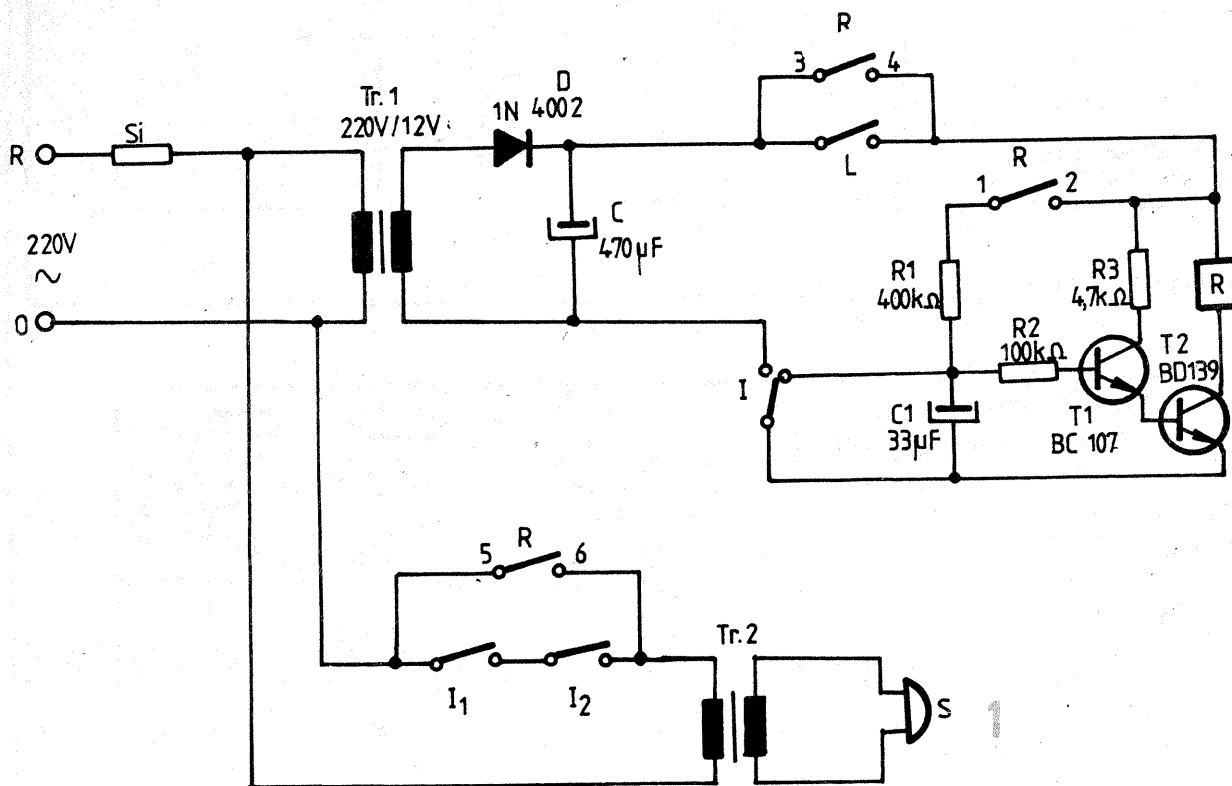 R
3
4
D
Tr. 1
1N 4002
220V/12V
Si
R
L
R
1
2
C
470µF
220V
~
R1
400kΩ
R3
4,7kΩ
R
0
R2
100kΩ
T2
BD139
I
C1
33µF
T1
BC 107
5
R
6
Tr. 2
I1
I2
S
1